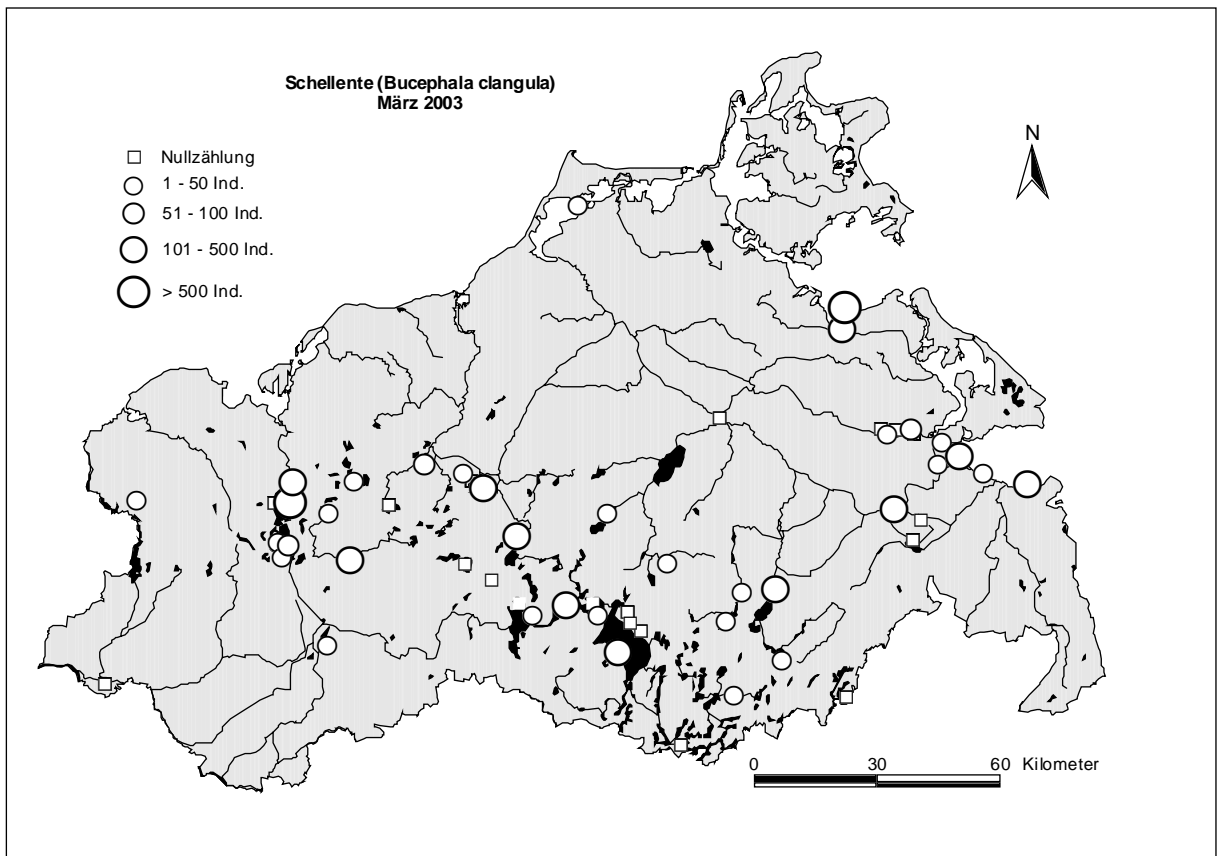 Schellente (Bucephala clangula)
März 2003
Nullzählung
1 - 50 Ind.
51 - 100 Ind.
101 - 500 Ind.
> 500 Ind.
N
0 30 60 Kilometer